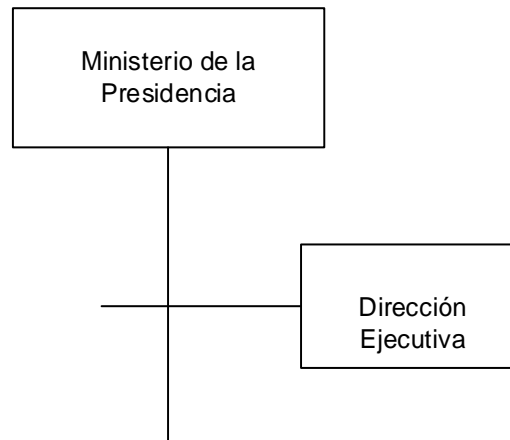 Ministerio de la
Presidencia
Dirección
Ejecutiva